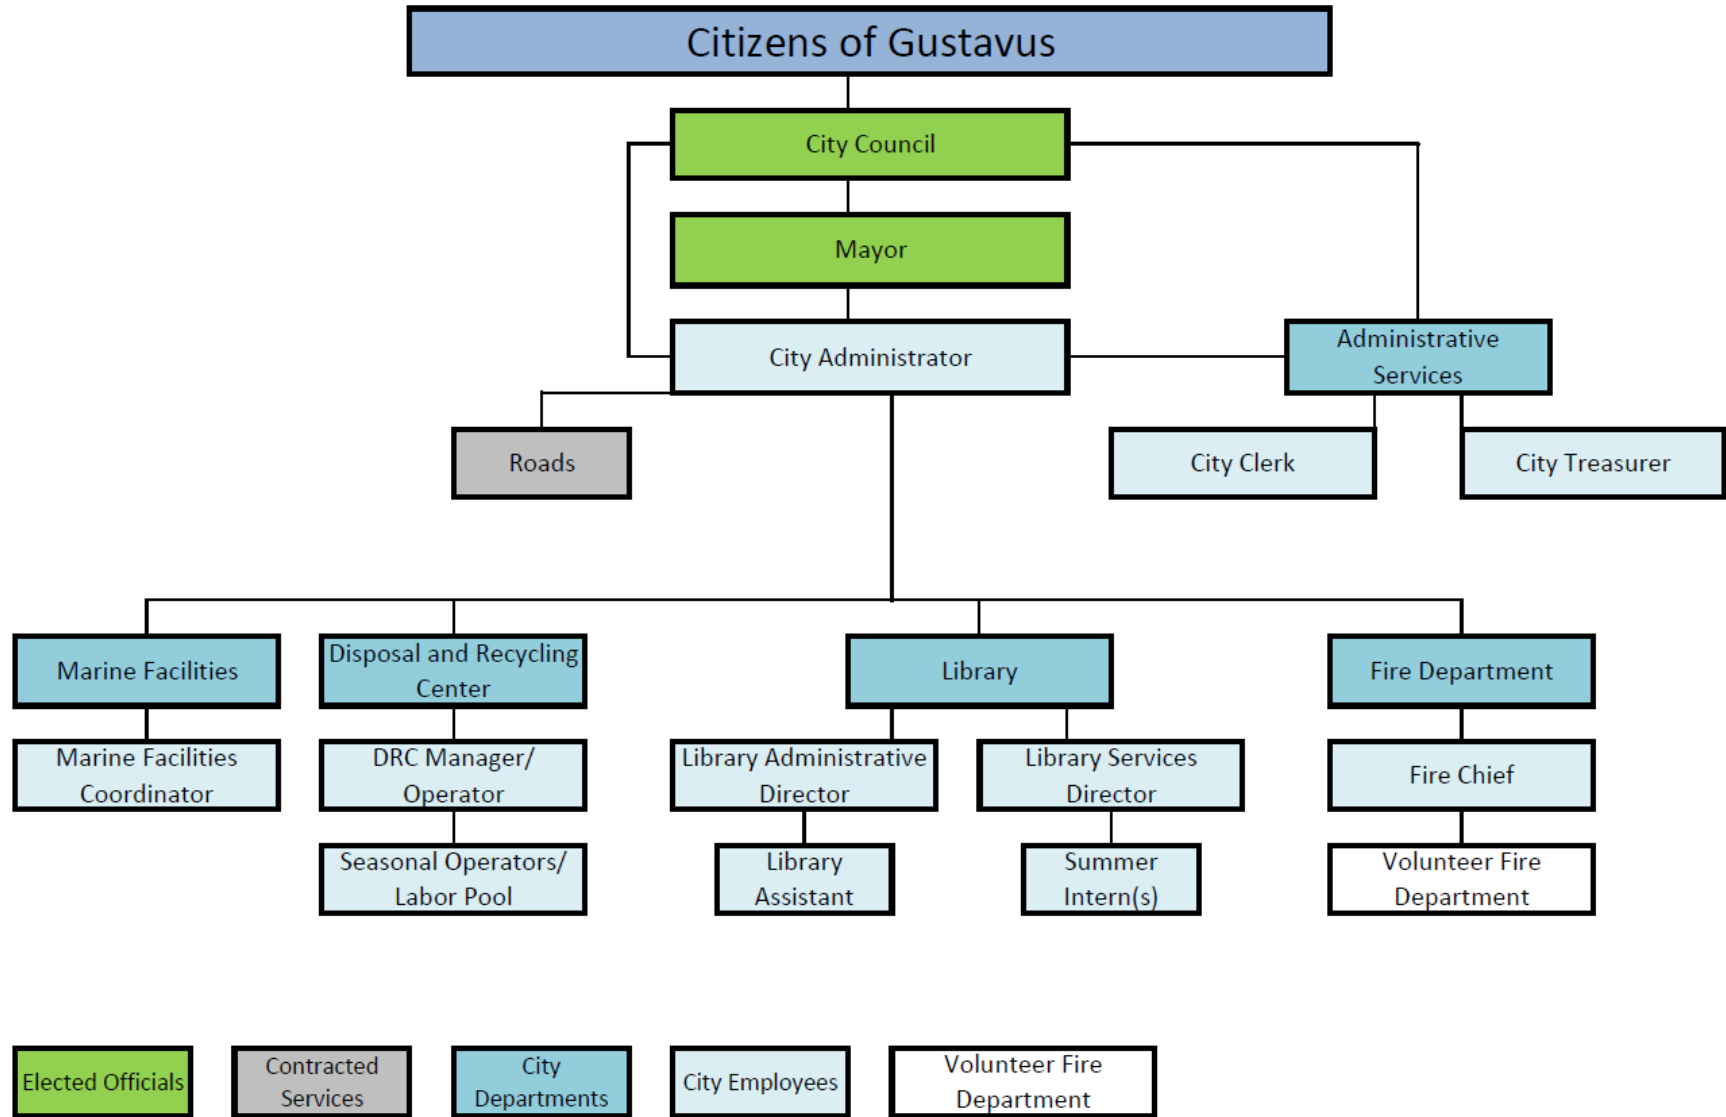 Citizens of Gustavus
City Council
Mayor
City Administrator
Administrative
Services
Roads
City Clerk
City Treasurer
Marine Facilities
Disposal and Recycling
Center
Library
Fire Department
Marine Facilities
Coordinator
DRC Manager/
Operator
Library Administrative
Director
Library Services
Director
Fire Chief
Seasonal Operators/
Labor Pool
Library
Assistant
Summer
Intern(s)
Volunteer Fire
Department
Elected Officials
Contracted
Services
City
Departments
City Employees
Volunteer Fire
Department